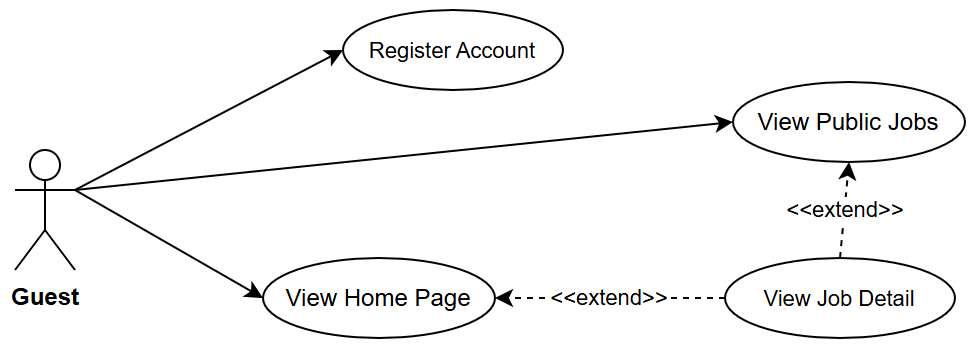 Register Account
View Public Jobs
<<extend>>
Guest
View Home Page
<<extend>>
View Job Detail